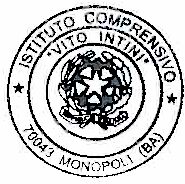 ISTITUTO COMPRENSIVO
"VITO INTINI"
70043 MONOPOLI (BA)